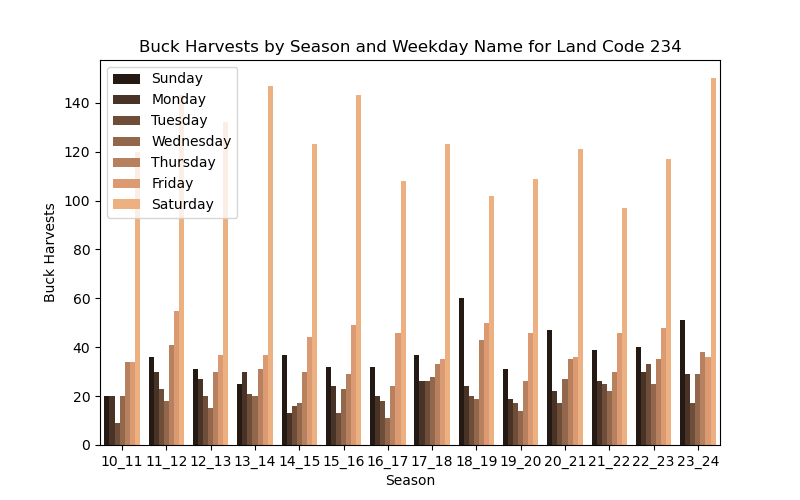 Buck Harvests by Season and Weekday Name for Land Code 234
Sunday
Monday
Tuesday
Wednesday
Thursday
Friday
Saturday
140
120
100
80
60
40
20
0
Buck Harvests
10_11 11_12 12_13 13_14 14_15 15_16 16_17 17_18 18_19 19_20 20_21 21_22 22_23 23_24
Season